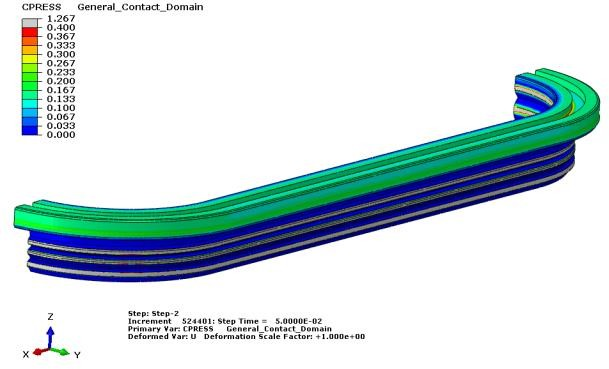 CPRESS General_Contact_Domain
1.267
0.400
0.367
0.333
0.300
0.267
0.233
0.200
0.167
0.133
0.100
0.067
0.033
0.000
Step: Step-2
Increment 524401: Step Time = 5.0000E-02
Primary Var: CPRESS General_Contact_Domain
Deformed Var: U Deformation Scale Factor: +1.000e+00
Z
X Y